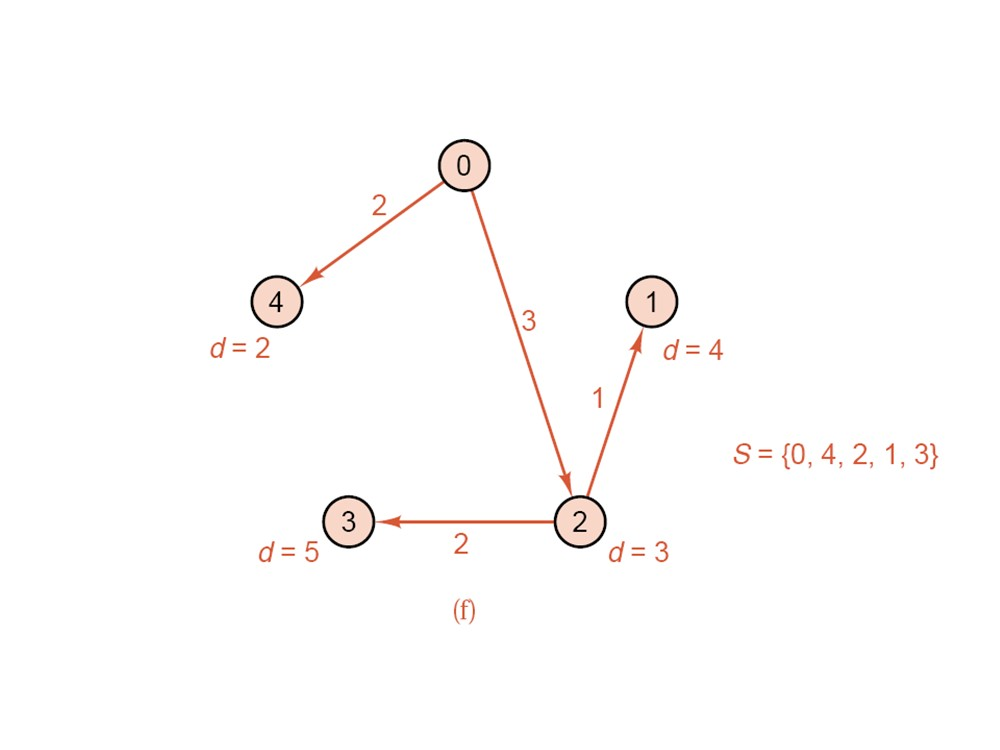 0
2
4
d = 2
3
1
d = 4
1
S = {0, 4, 2, 1, 3}
3
2
d = 5
2
d = 3
(f)